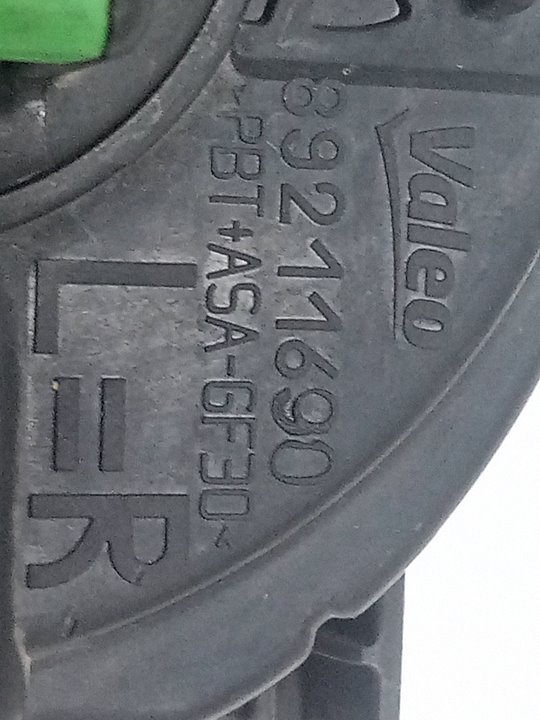 Valeo
89211690
>PBT+ASA-GF30<
L=R